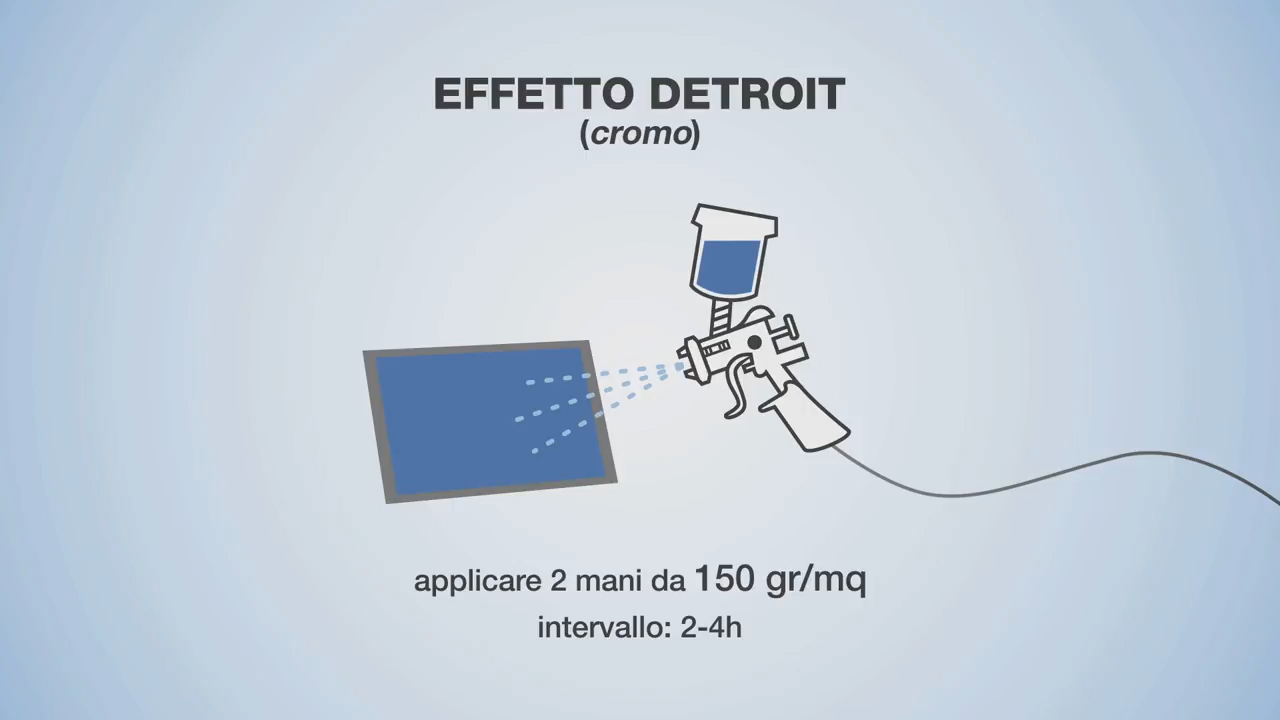 EFFETTO DETROIT
(cromo)
applicare 2 mani da 150 gr/mq
intervallo: 2-4h